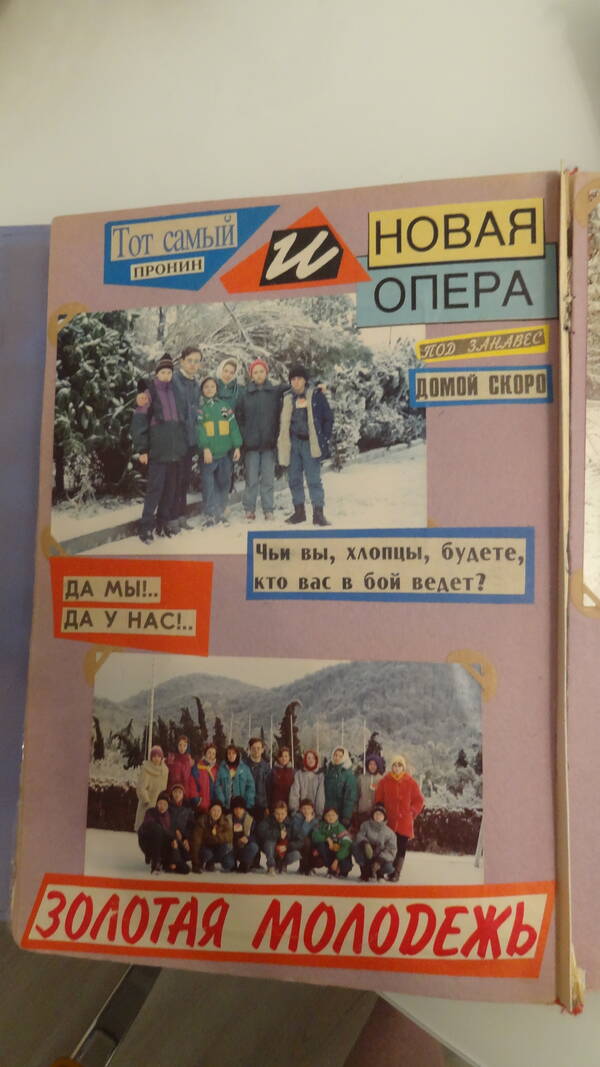 Тот самый
ПРОНИН
и
НОВАЯ
ОПЕРА
ПОД ЗАНАВЕС
ДОМОЙ СКОРО
Чьи вы, хлопцы, будете,
кто вас в бой ведет?
ДА МЫ!..
ДА У НАС!..
ЗОЛОТАЯ МОЛОДЕЖЬ